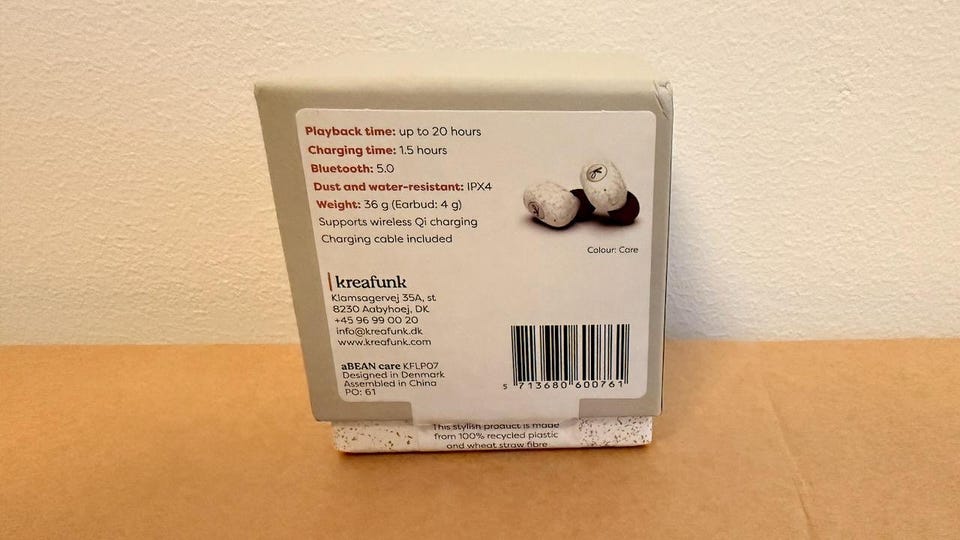 Playback time: up to 20 hours
Charging time: 1.5 hours
Bluetooth: 5.0
Dust and water-resistant: IPX4
Weight: 36 g (Earbud: 4 g)
Supports wireless Qi charging
Charging cable included
Colour: Care
kreafunk
Klamsagervej 35A, st
8230 Aabyhoej, DK
+45 96 99 00 20
info@kreafunk.dk
www.kreafunk.com
aBEAN care KFLP07
Designed in Denmark
Assembled in China
PO: 61
5 713680 600761
This stylish product is made
from 100% recycled plastic
and wheat straw fibre